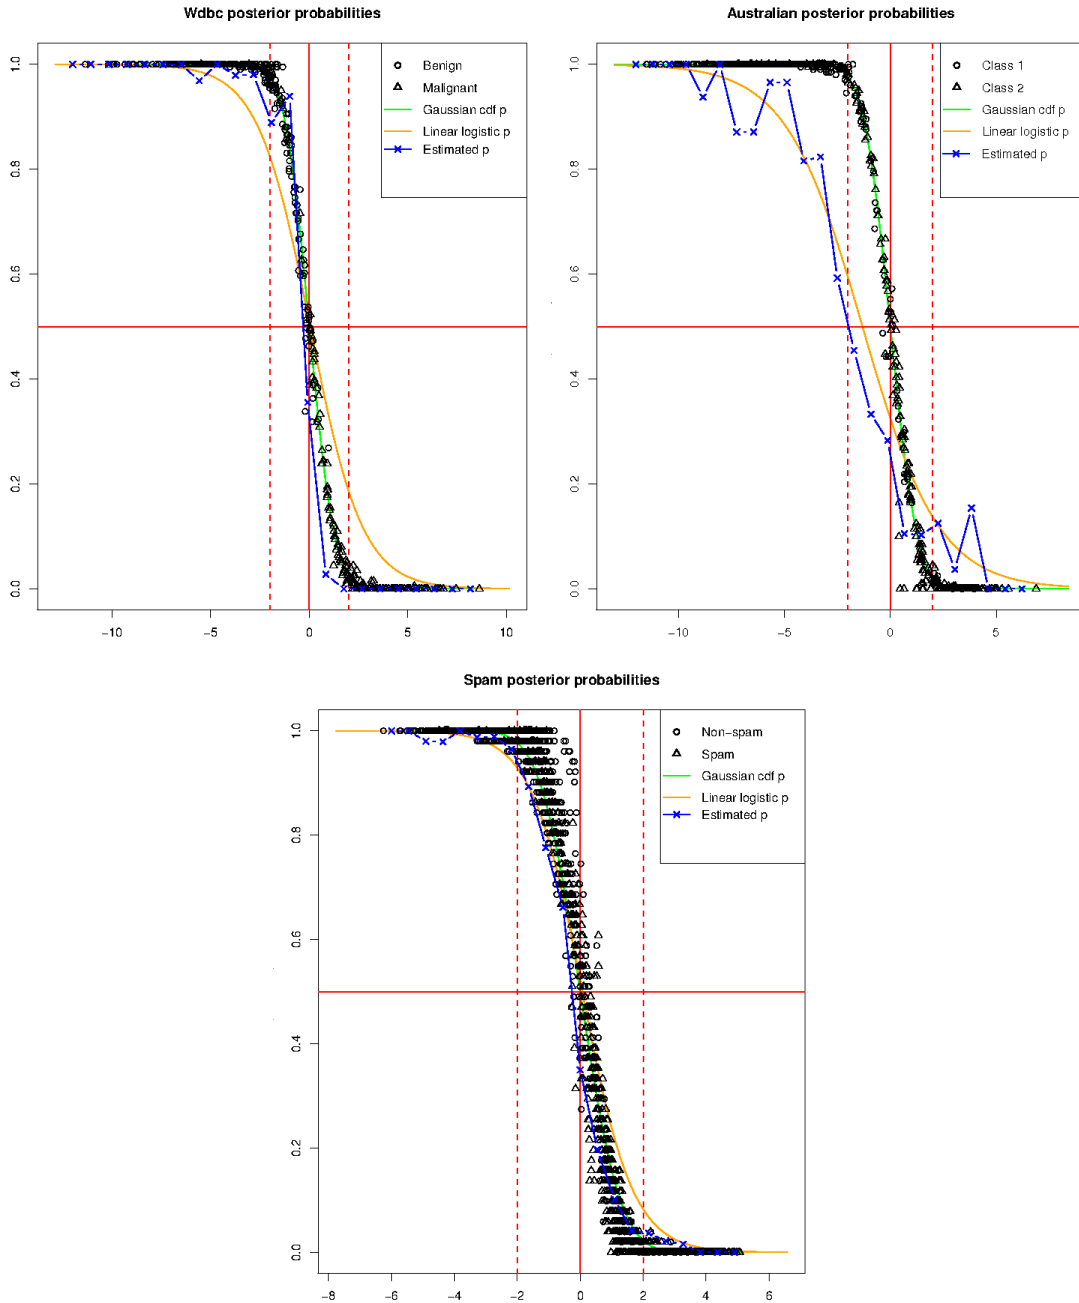 Wdbc posterior probabilities
Benign
Malignant
Gaussian cdf p
Linear logistic p
Estimated p
1.0
0.8
0.6
0.4
0.2
0.0
−10 −5 0 5 10
Australian posterior probabilities
Class 1
Class 2
Gaussian cdf p
Linear logistic p
Estimated p
1.0
0.8
0.6
0.4
0.2
0.0
−10 −5 0 5
Spam posterior probabilities
Non−spam
Spam
Gaussian cdf p
Linear logistic p
Estimated p
1.0
0.8
0.6
0.4
0.2
0.0
−8 −6 −4 −2 0 2 4 6